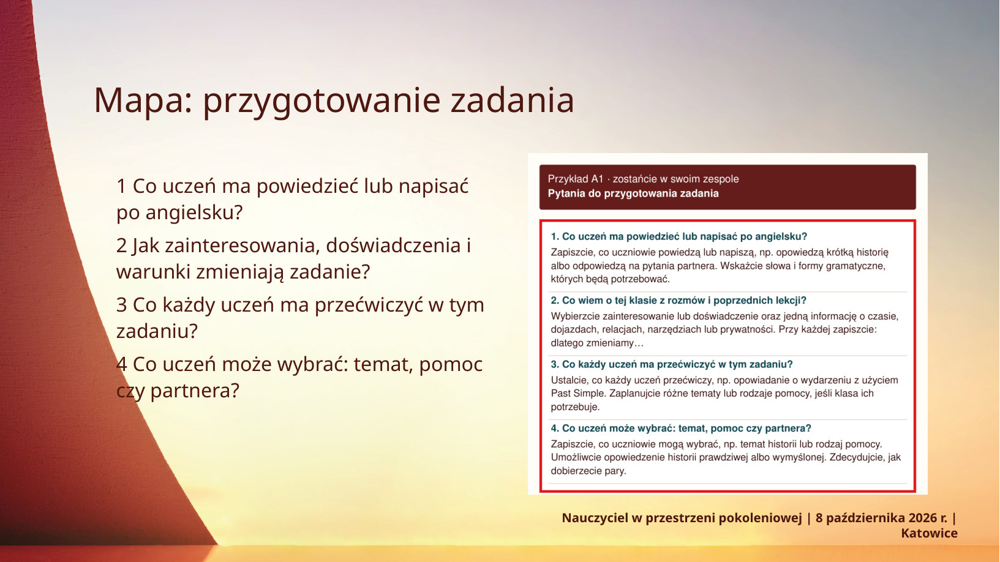 Mapa: przygotowanie zadania
1 Co uczeń ma powiedzieć lub napisać
po angielsku?
2 Jak zainteresowania, doświadczenia i
warunki zmieniają zadanie?
3 Co każdy uczeń ma przećwiczyć w tym
zadaniu?
4 Co uczeń może wybrać: temat, pomoc
czy partnera?
Przykład A1 · zostańcie w swoim zespole
Pytania do przygotowania zadania
1. Co uczeń ma powiedzieć lub napisać po angielsku?
Zapiszcie, co uczniowie powiedzą lub napiszą, np. opowiedzą krótką historię
albo odpowiedzą na pytania partnera. Wskażcie słowa i formy gramatyczne,
których będą potrzebować.
2. Co wiem o tej klasie z rozmów i poprzednich lekcji?
Wybierzcie zainteresowanie lub doświadczenie oraz jedną informację o czasie,
dojazdach, relacjach, narzędziach lub prywatności. Przy każdej zapiszcie:
dlatego zmieniamy…
3. Co każdy uczeń ma przećwiczyć w tym zadaniu?
Ustalcie, co każdy uczeń przećwiczy, np. opowiadanie o wydarzeniu z użyciem
Past Simple. Zaplanujcie różne tematy lub rodzaje pomocy, jeśli klasa ich
potrzebuje.
4. Co uczeń może wybrać: temat, pomoc czy partnera?
Zapiszcie, co uczniowie mogą wybrać, np. temat historii lub rodzaj pomocy.
Umożliwcie opowiedzenie historii prawdziwej albo wymyślonej. Zdecydujcie, jak
dobierzecie pary.
Nauczyciel w przestrzeni pokoleniowej | 8 października 2026 r. |
Katowice